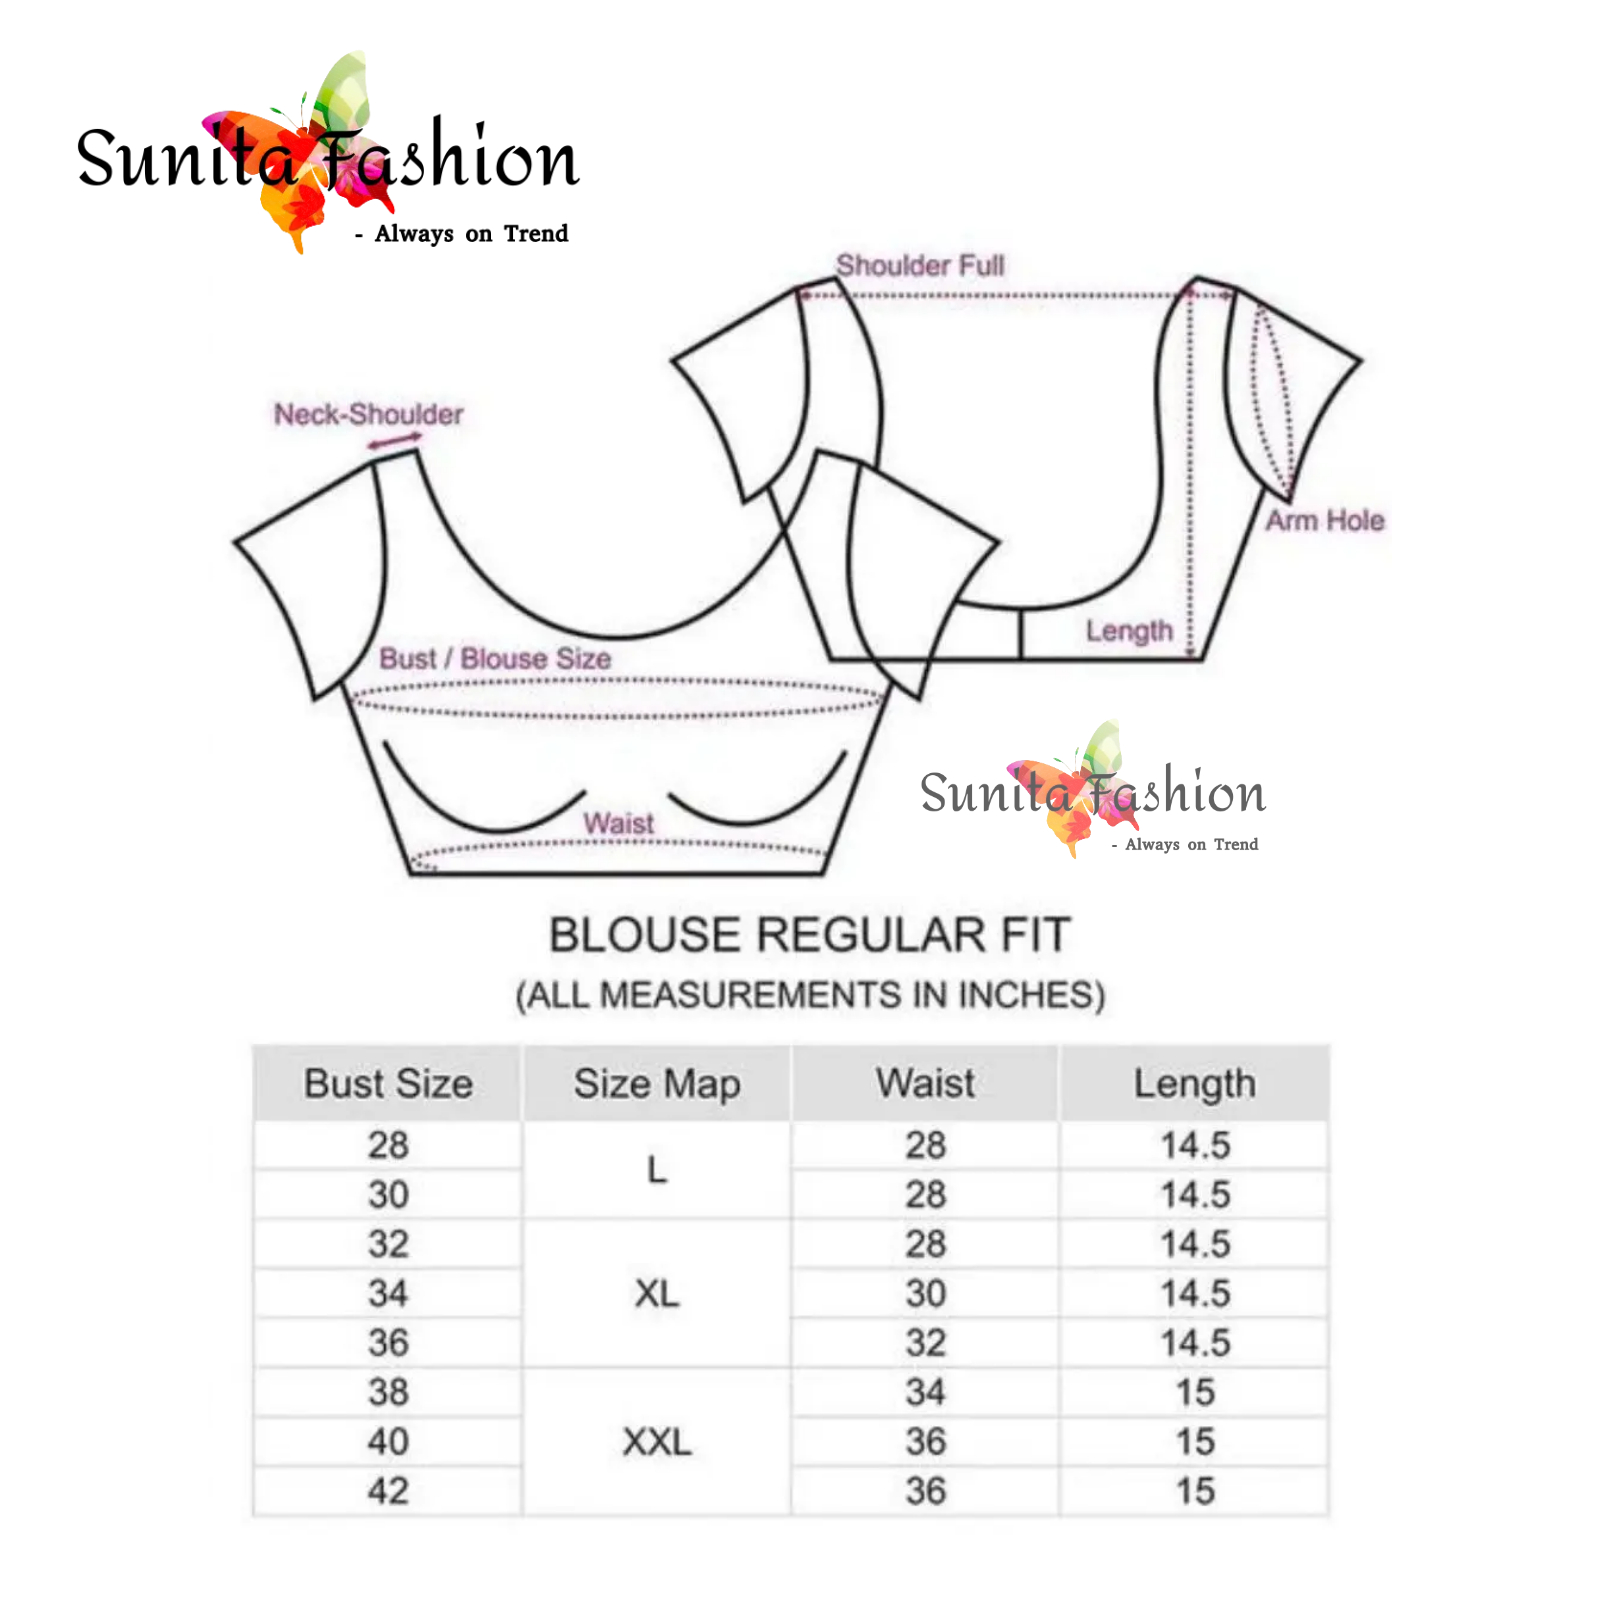 Sunita Fashion
- Always on Trend
Shoulder Full
Neck-Shoulder
Arm Hole
Length
Bust / Blouse Size
Waist
Sunita Fashion
- Always on Trend
BLOUSE REGULAR FIT
(ALL MEASUREMENTS IN INCHES)
Bust Size Size Map Waist Length
28 L 28 14.5
30 28 14.5
32 28 14.5
34 XL 30 14.5
36 32 14.5
38 34 15
40 XXL 36 15
42 36 15